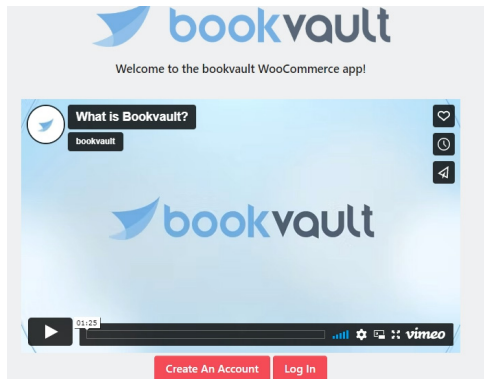 bookvault
Welcome to the bookvault WooCommerce app!
What is Bookvault?
bookvault
bookvault
01:25
vimeo
Create An Account
Log In